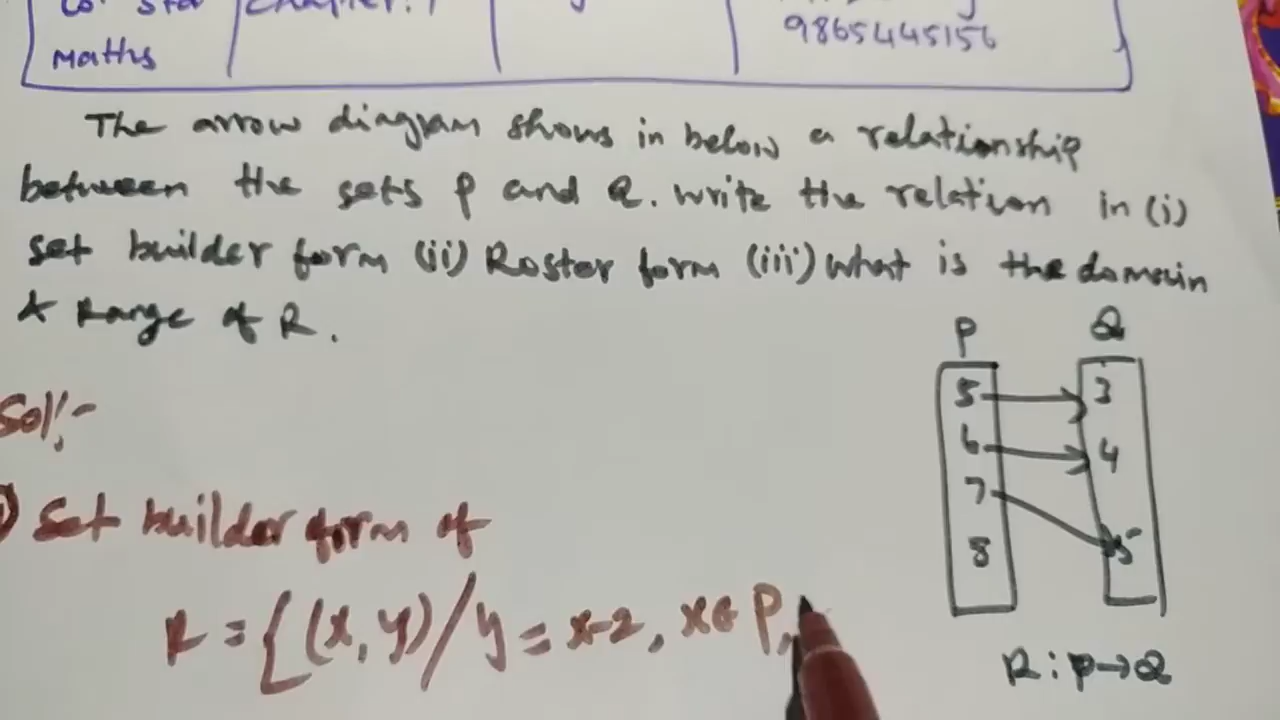 Maths
9865445156
The arrow diagram shows in below a relationship
between the sets P and Q. write the relation in (i)
set builder form (ii) Roster form (iii) what is the domain
& Range of R.
Sol:-
Set builder form of
R = {(x, y)/y = x-2, x∈ P,
P Q
5 3
6 4
7
8 5
R : P→Q